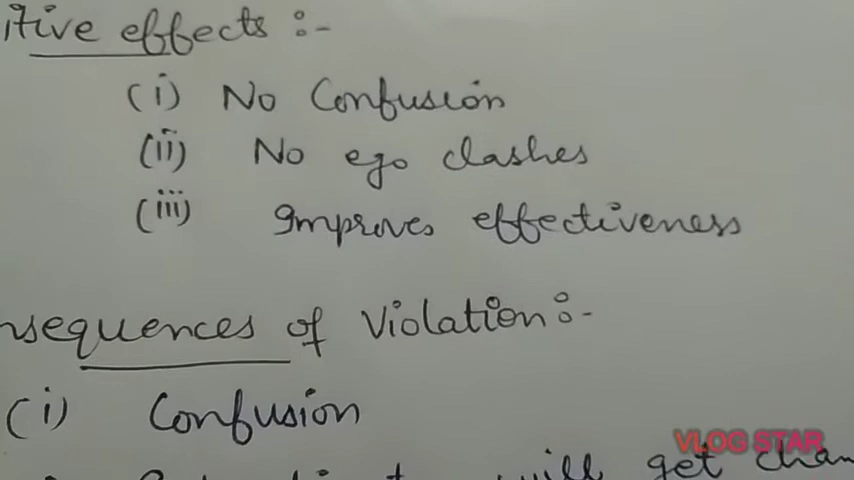 itive effects :-
(i) No Confusion
(ii) No ego clashes
(iii) Improves effectiveness
nsequences of Violation :-
(i) Confusion
will get chan
VLOG STAR